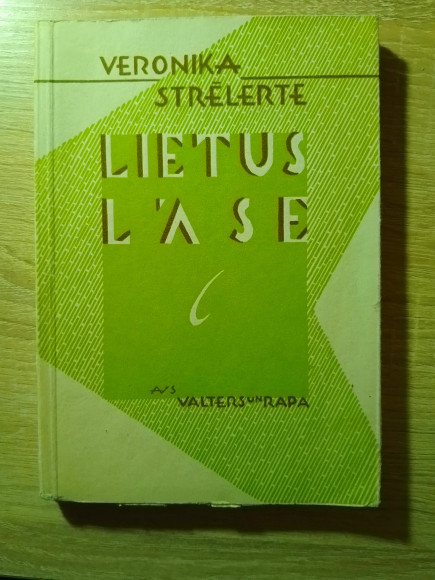 VERONIKA
STRĒLERTE
LIETUS
LĀSE
A/S
VALTERS UN RAPA